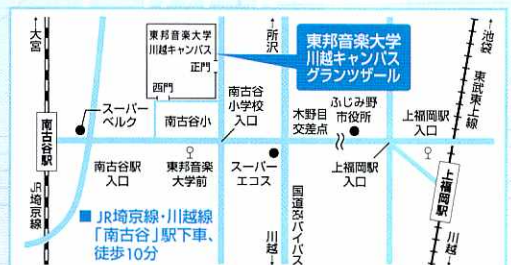 ↑大宮
東邦音楽大学
川越キャンパス
正門
西門
↑所沢
東邦音楽大学
川越キャンパス
グランツザール
↑池袋
東武東上線
南古谷駅
スーパー
ベルク
南古谷小
南古谷
小学校
入口
木野目
交差点
ふじみ野
市役所
上福岡駅
入口
南古谷駅
入口
東邦音楽
大学前
スーパー
エコス
上福岡駅
入口
上福岡駅
JR埼京線
■JR埼京線・川越線
「南古谷」駅下車、
徒歩10分
国道254バイパス
川越↓
川越↓